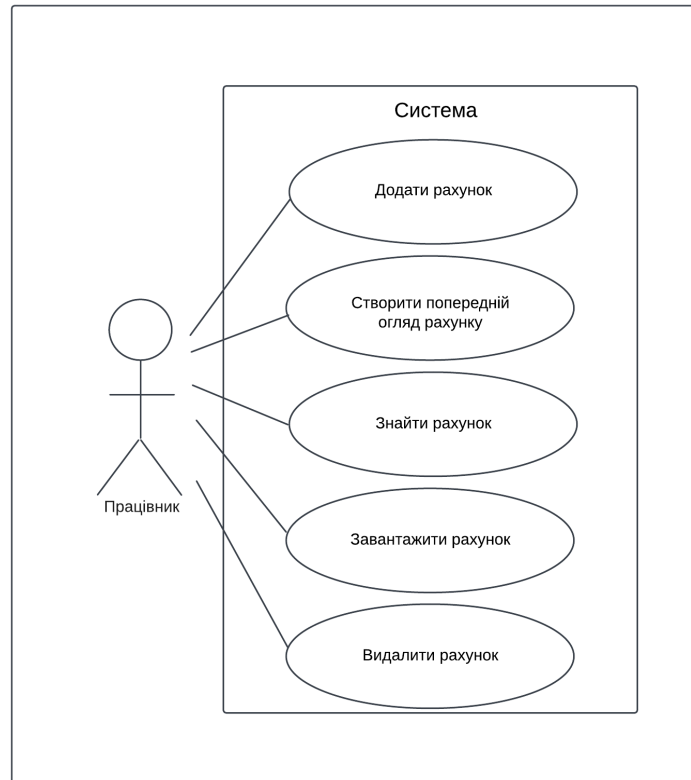 Система
Додати рахунок
Створити попередній
огляд рахунку
Знайти рахунок
Завантажити рахунок
Видалити рахунок
Працівник